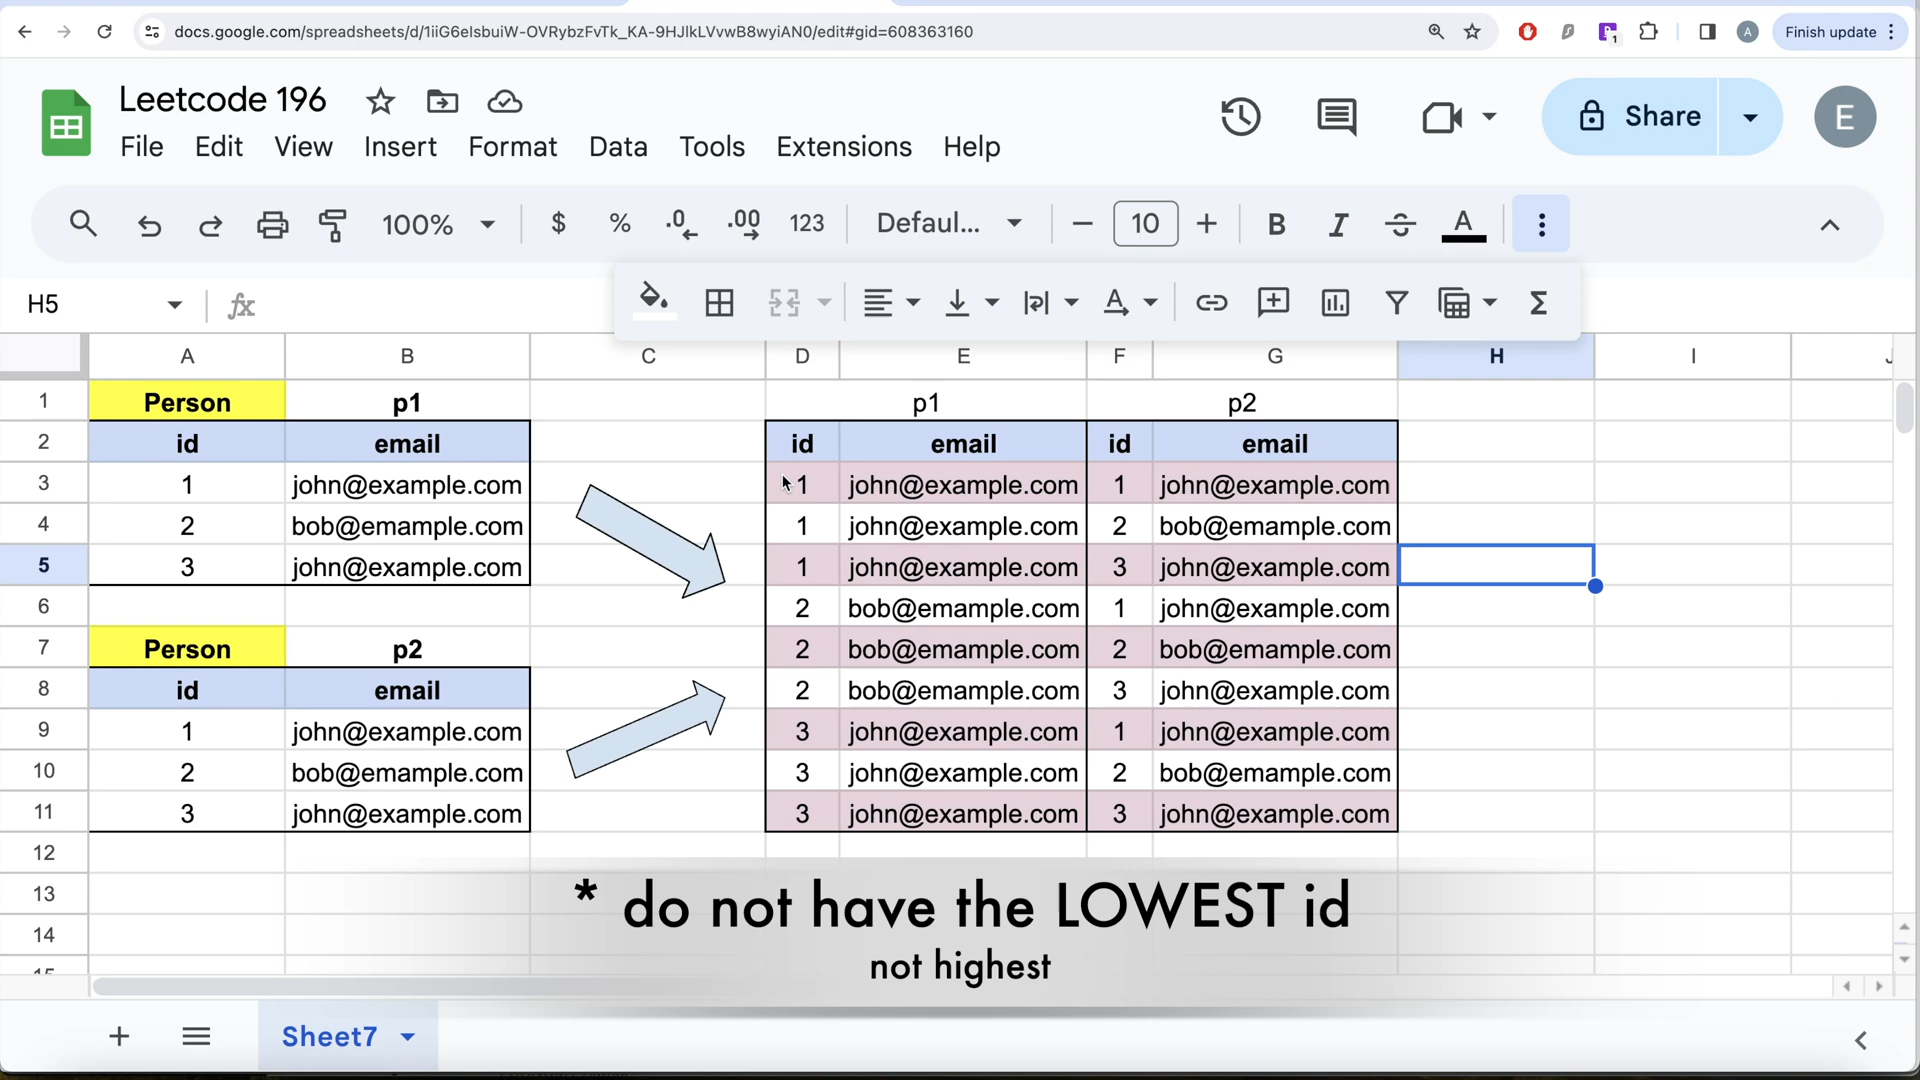 docs.google.com/spreadsheets/d/1iiG6eIsbuiW-OVRybzFvTk_KA-9HJlkLVvwB8wyiAN0/edit#gid=608363160
1
A
Finish update
Leetcode 196
File Edit View Insert Format Data Tools Extensions Help
Share
E
100% $ % .0 .00 123 Defaul... 10 B I S A
H5 fx
A B C D E F G H I J
1 Person p1 p1 p2
2 id email id email id email
3 1 john@example.com 1 john@example.com 1 john@example.com
4 2 bob@emample.com 1 john@example.com 2 bob@emample.com
5 3 john@example.com 1 john@example.com 3 john@example.com
6 2 bob@emample.com 1 john@example.com
7 Person p2 2 bob@emample.com 2 bob@emample.com
8 id email 2 bob@emample.com 3 john@example.com
9 1 john@example.com 3 john@example.com 1 john@example.com
10 2 bob@emample.com 3 john@example.com 2 bob@emample.com
11 3 john@example.com 3 john@example.com 3 john@example.com
12
13
14
15
* do not have the LOWEST id
not highest
Sheet7